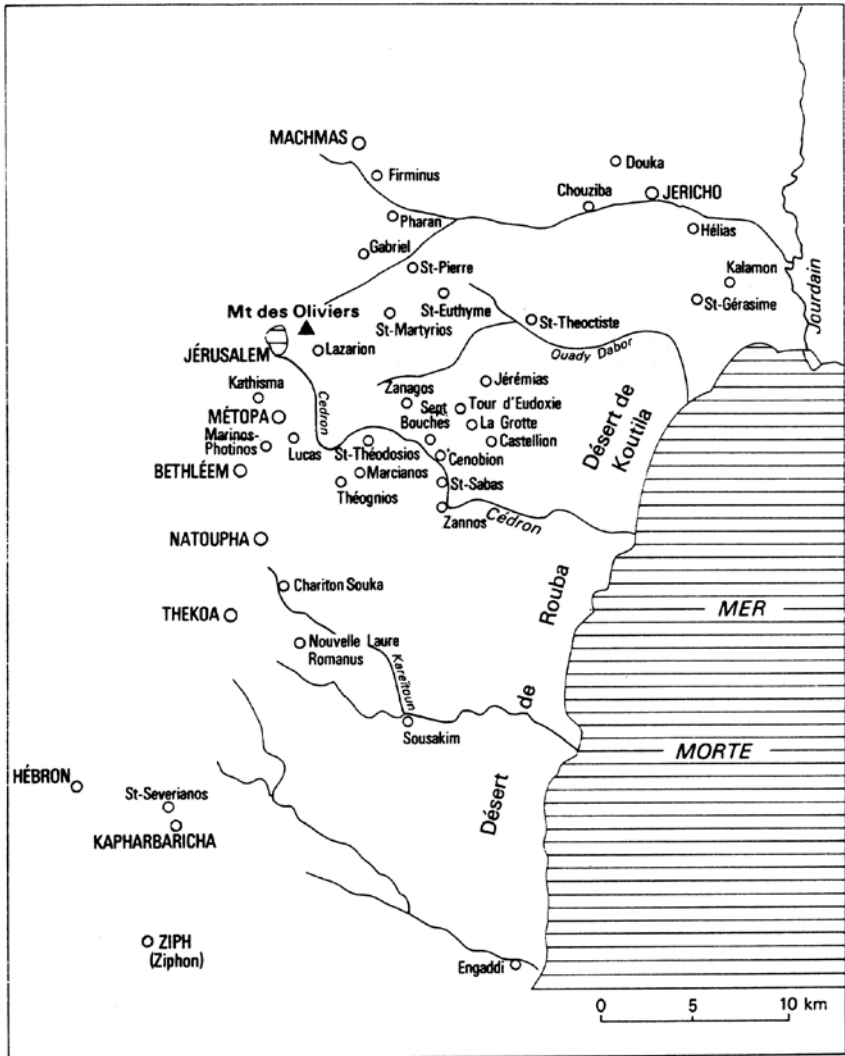 MACHMAS
Firminus
Douka
Chouziba
JERICHO
Pharan
Hélias
Gabriel
St-Pierre
Kalamon
Jourdain
St-Euthyme
St-Gérasime
Mt des Oliviers
St-Martyrios
St-Theoctiste
JÉRUSALEM
Lazarion
Ouady Dabor
Kathisma
Cedron
Zanagos
Jérémias
Sept
Bouches
Tour d'Eudoxie
MÉTOPA
La Grotte
Désert de
Koutila
Marinos-
Photinos
Lucas
St-Théodosios
Castellion
Cenobion
BETHLÉEM
Marcianos
Théognios
St-Sabas
Zannos
Cédron
NATOUPHA
Chariton Souka
Désert de Rouba
MER
THEKOA
Nouvelle Laure
Romanus
Kareïtoun
Sousakim
MORTE
HÉBRON
St-Severianos
KAPHARBARICHA
ZIPH
(Ziphon)
Engaddi
0 5 10 km